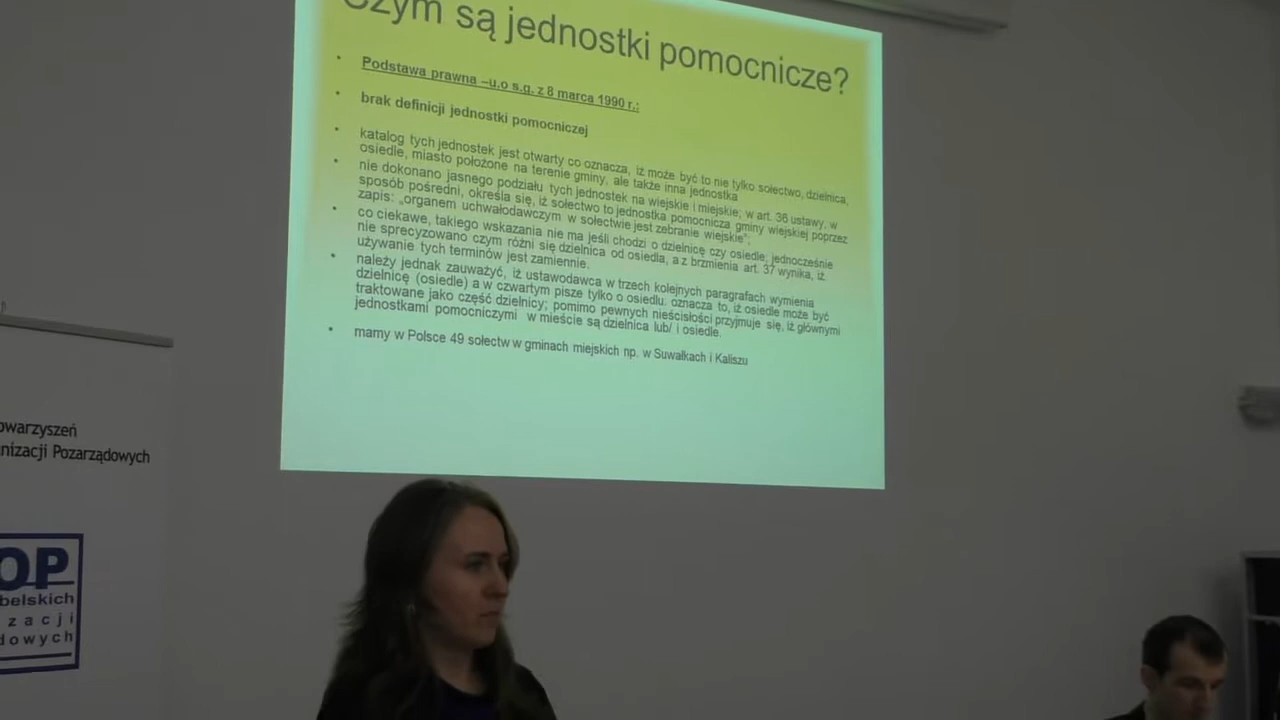 Czym są jednostki pomocnicze?
• Podstawa prawna –u.o s.g. z 8 marca 1990 r.:
• brak definicji jednostki pomocniczej
• katalog tych jednostek jest otwarty co oznacza, iż może być to nie tylko sołectwo, dzielnica,
osiedle, miasto położone na terenie gminy, ale także inna jednostka
• nie dokonano jasnego podziału tych jednostek na wiejskie i miejskie; w art. 36 ustawy, w
sposób pośredni, określa się, iż sołectwo to jednostka pomocnicza gminy wiejskiej poprzez
zapis: „organem uchwałodawczym w sołectwie jest zebranie wiejskie”;
• co ciekawe, takiego wskazania nie ma jeśli chodzi o dzielnicę czy osiedle; jednocześnie
nie sprecyzowano czym różni się dzielnica od osiedla, a z brzmienia art. 37 wynika, iż
używanie tych terminów jest zamiennie.
• należy jednak zauważyć, iż ustawodawca w trzech kolejnych paragrafach wymienia
dzielnicę (osiedle) a w czwartym pisze tylko o osiedlu. oznacza to, iż osiedle może być
traktowane jako część dzielnicy; pomimo pewnych nieścisłości przyjmuje się, iż głównymi
jednostkami pomocniczymi w mieście są dzielnica lub/ i osiedle.
• mamy w Polsce 49 sołectw w gminach miejskich np. w Suwałkach i Kaliszu
owarzyszeń
nizacji Pozarządowych
OP
belskich
zacji
dowych